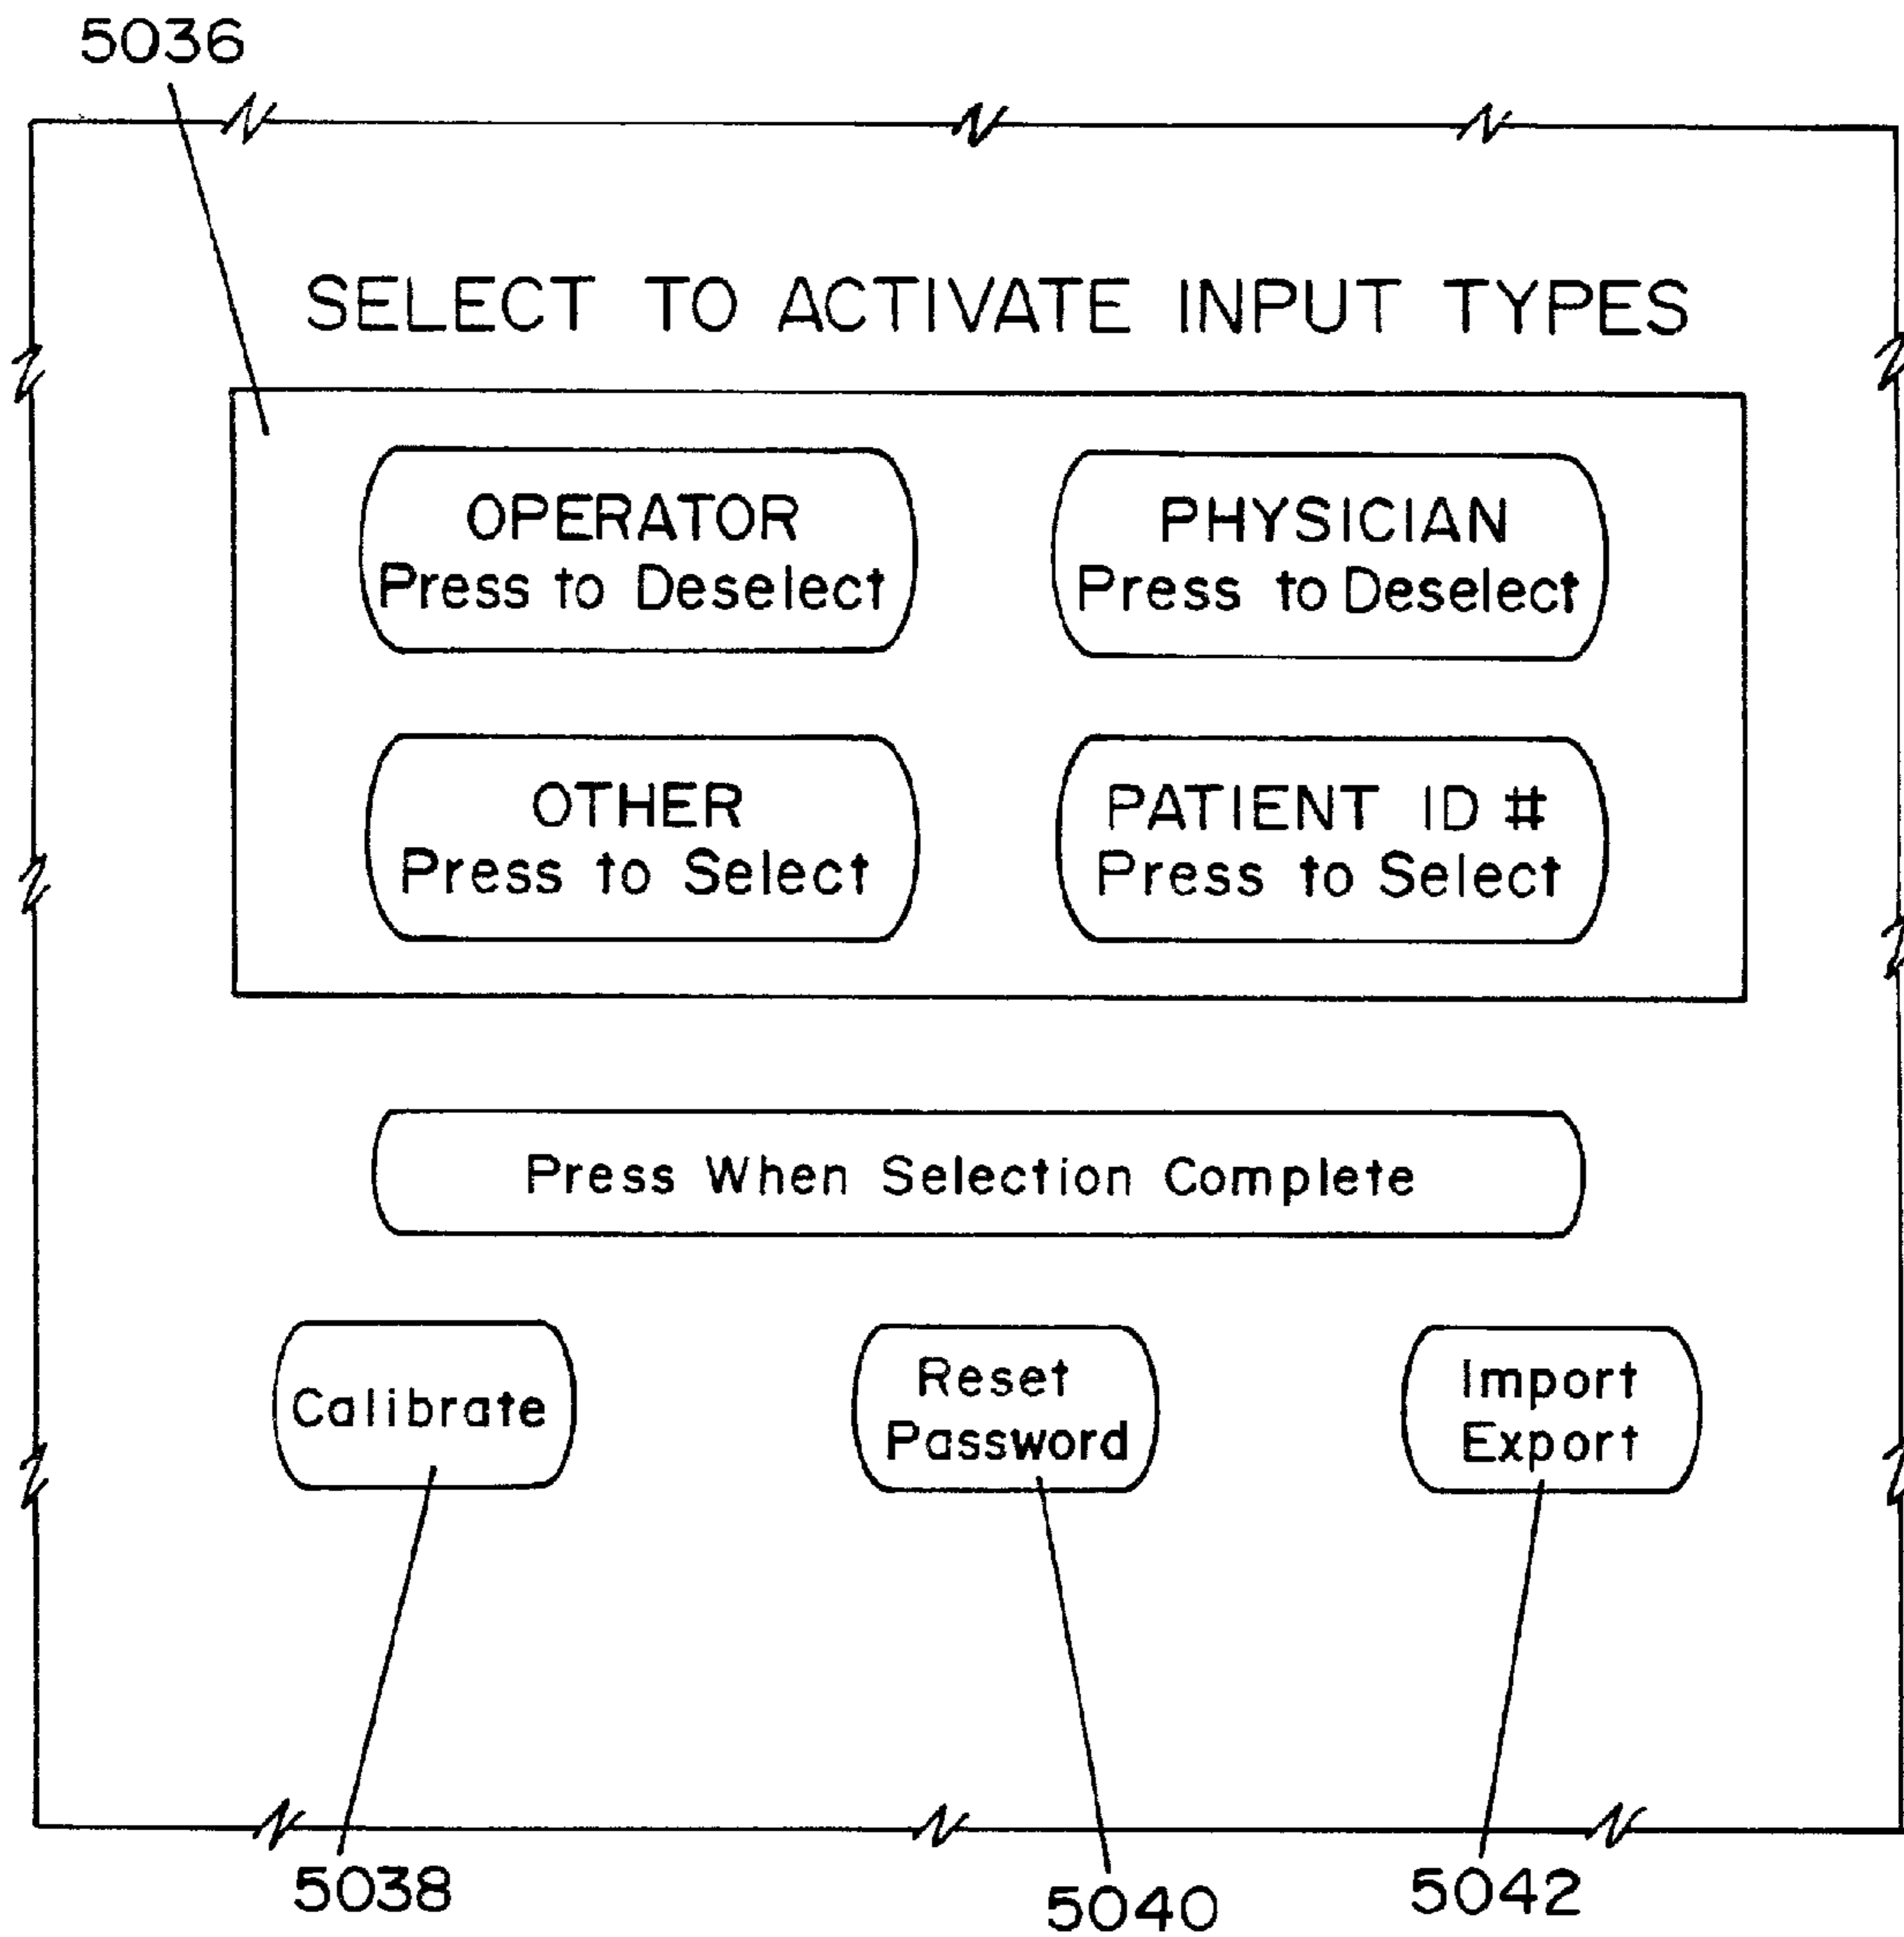 5036
SELECT TO ACTIVATE INPUT TYPES
OPERATOR
Press to Deselect
PHYSICIAN
Press to Deselect
OTHER
Press to Select
PATIENT ID #
Press to Select
Press When Selection Complete
Calibrate
Reset
Password
Import
Export
5038
5040
5042